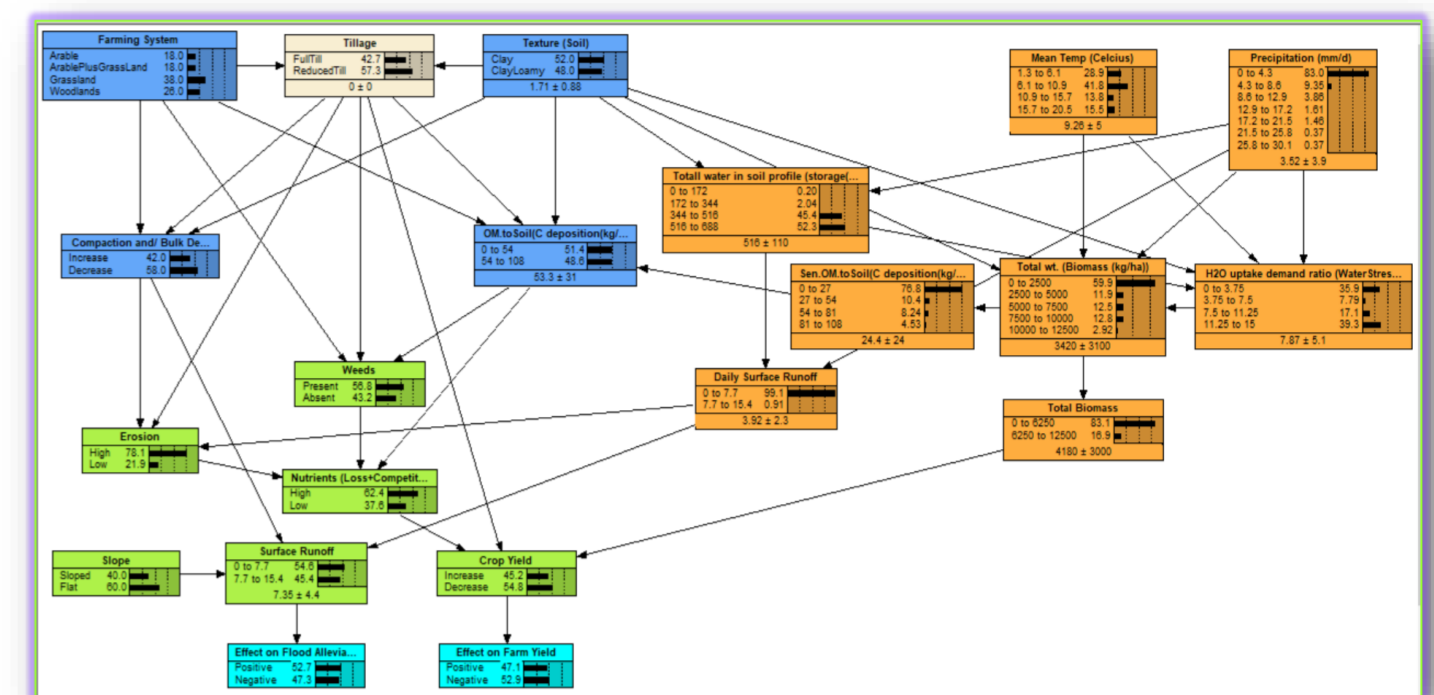 Farming System
Arable 18.0
ArablePlusGrassLand 18.0
Grassland 38.0
Woodlands 26.0
Tillage
FullTill 42.7
ReducedTill 57.3
0 ± 0
Texture (Soil)
Clay 52.0
ClayLoamy 48.0
1.71 ± 0.88
Mean Temp (Celcius)
1.3 to 6.1 28.9
6.1 to 10.9 41.8
10.9 to 15.7 13.8
15.7 to 20.5 15.5
9.26 ± 5
Precipitation (mm/d)
0 to 4.3 83.0
4.3 to 8.6 9.35
8.6 to 12.9 3.86
12.9 to 17.2 1.61
17.2 to 21.5 1.46
21.5 to 25.8 0.37
25.8 to 30.1 0.37
3.52 ± 3.9
Totall water in soil profile (storage(...
0 to 172 0.20
172 to 344 2.04
344 to 516 45.4
516 to 688 52.3
516 ± 110
Compaction and/ Bulk De...
Increase 42.0
Decrease 58.0
OM.toSoil(C deposition(kg/...
0 to 54 51.4
54 to 108 48.6
53.3 ± 31
Sen.OM.toSoil(C deposition(kg/...
0 to 27 76.8
27 to 54 10.4
54 to 81 8.24
81 to 108 4.53
24.4 ± 24
Total wt. (Biomass (kg/ha))
0 to 2500 59.9
2500 to 5000 11.9
5000 to 7500 12.5
7500 to 10000 12.8
10000 to 12500 2.92
3420 ± 3100
H2O uptake demand ratio (WaterStres...
0 to 3.75 35.9
3.75 to 7.5 7.79
7.5 to 11.25 17.1
11.25 to 15 39.3
7.87 ± 5.1
Weeds
Present 56.8
Absent 43.2
Daily Surface Runoff
0 to 7.7 99.1
7.7 to 15.4 0.91
3.92 ± 2.3
Total Biomass
0 to 6250 83.1
6250 to 12500 16.9
4180 ± 3000
Erosion
High 78.1
Low 21.9
Nutrients (Loss+Competit...
High 62.4
Low 37.6
Slope
Sloped 40.0
Flat 60.0
Surface Runoff
0 to 7.7 54.6
7.7 to 15.4 45.4
7.35 ± 4.4
Crop Yield
Increase 45.2
Decrease 54.8
Effect on Flood Allevia...
Positive 52.7
Negative 47.3
Effect on Farm Yield
Positive 47.1
Negative 52.9